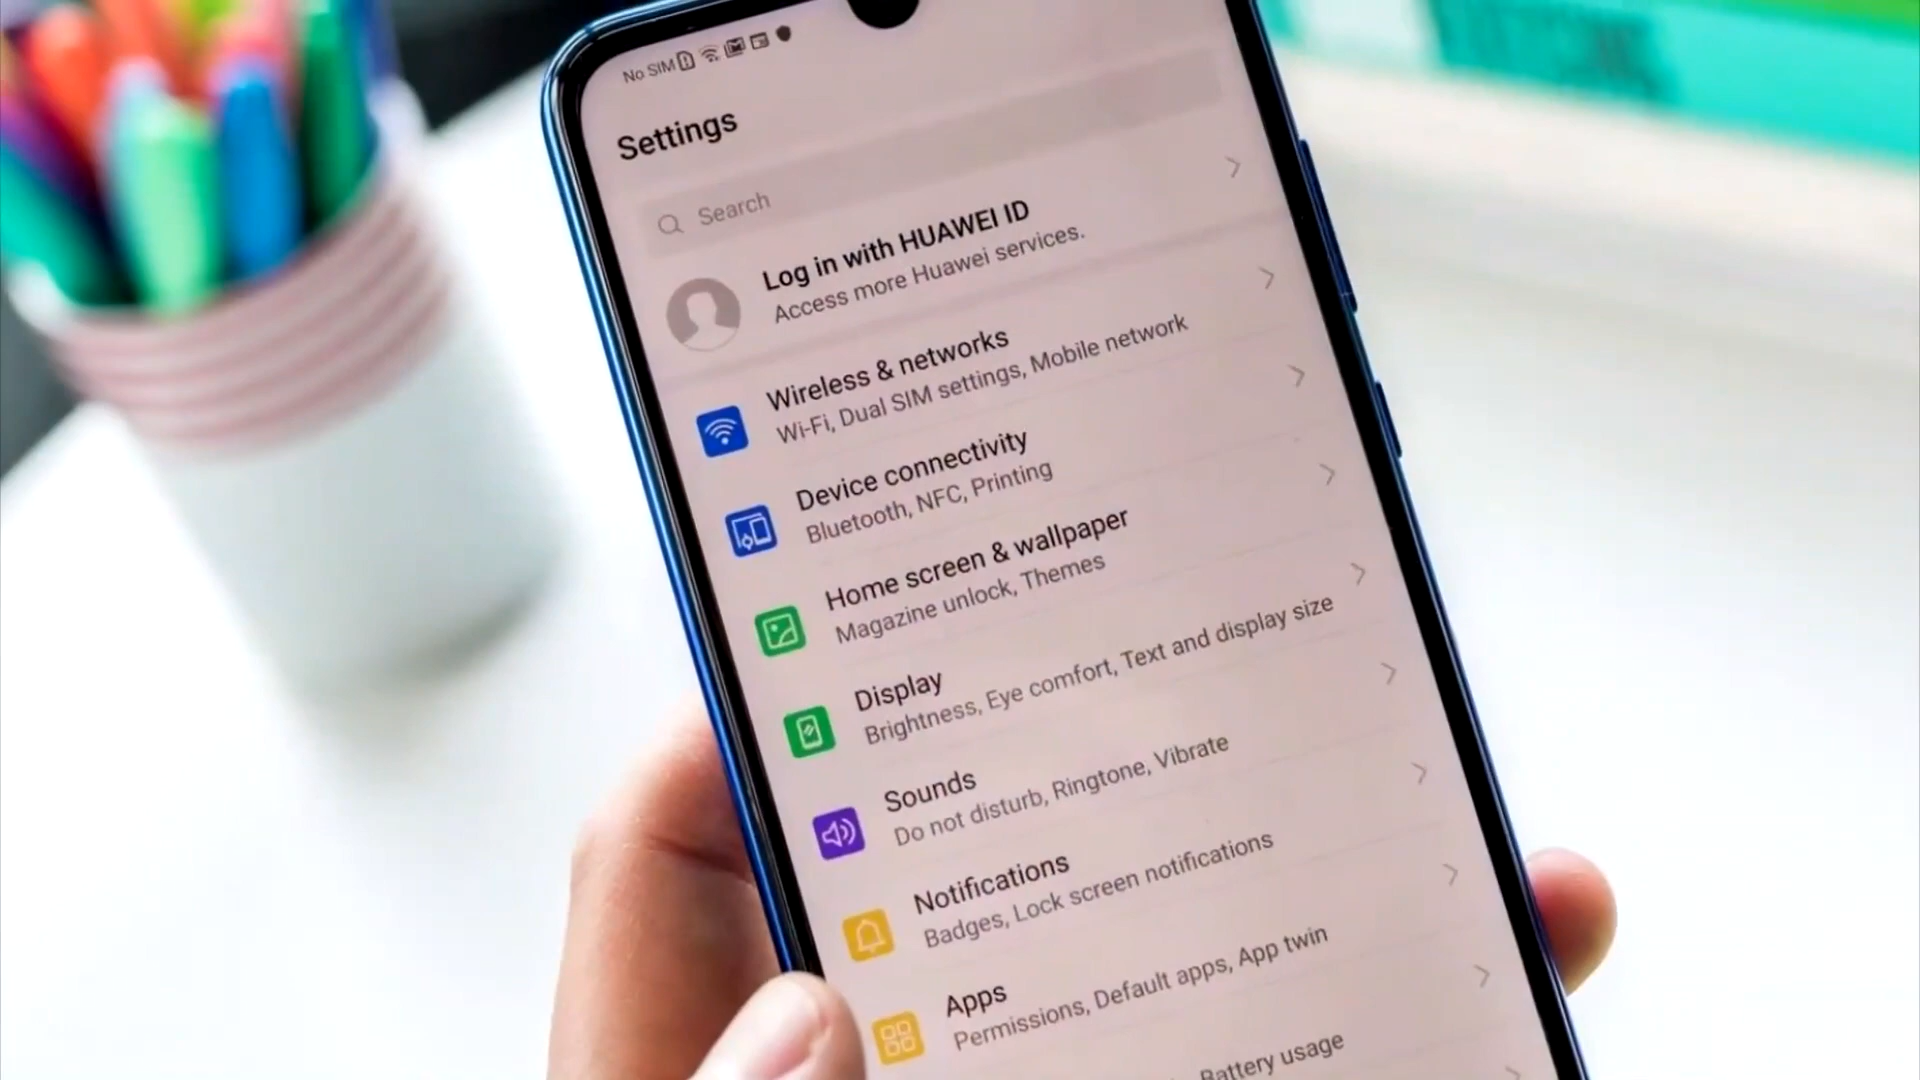 No SIM
Settings
Search
Log in with HUAWEI ID
Access more Huawei services.
Wireless & networks
Wi-Fi, Dual SIM settings, Mobile network
Device connectivity
Bluetooth, NFC, Printing
Home screen & wallpaper
Magazine unlock, Themes
Display
Brightness, Eye comfort, Text and display size
Sounds
Do not disturb, Ringtone, Vibrate
Notifications
Badges, Lock screen notifications
Apps
Permissions, Default apps, App twin
Battery usage